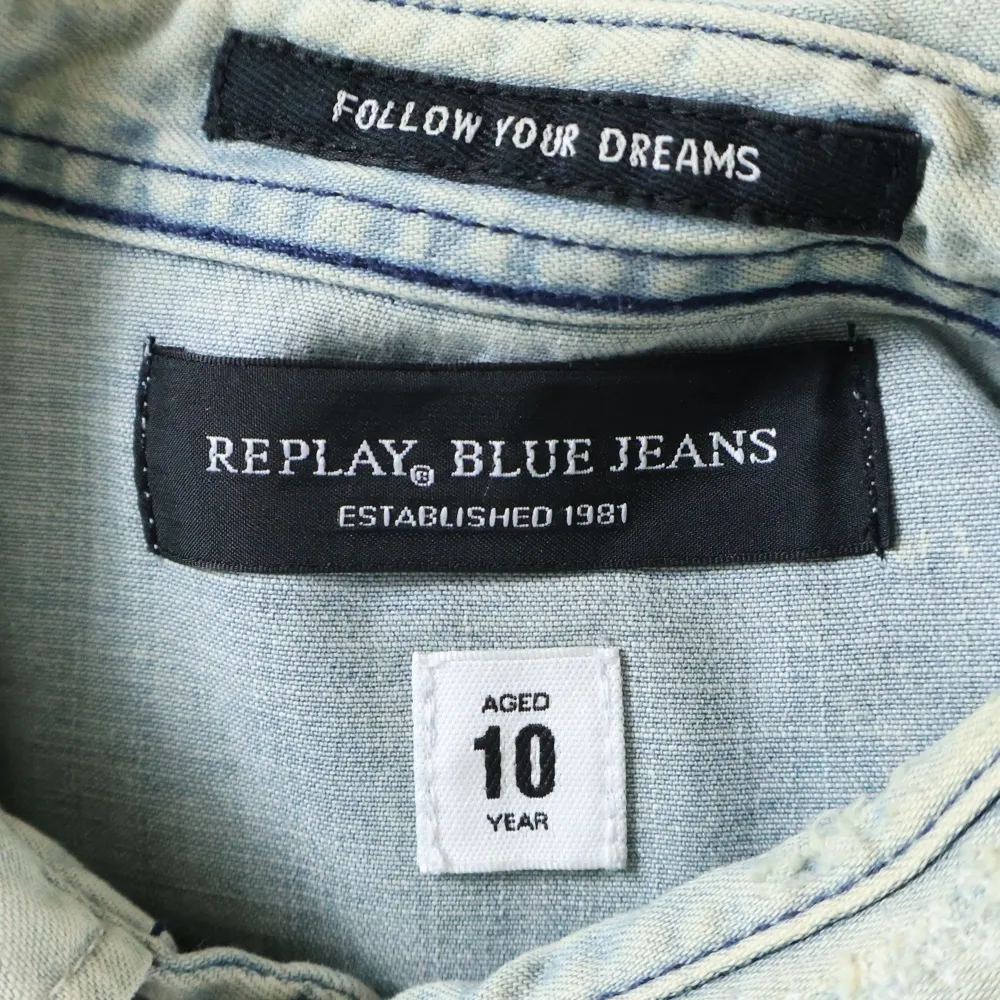 FOLLOW YOUR DREAMS
REPLAY® BLUE JEANS
ESTABLISHED 1981
AGED
10
YEAR